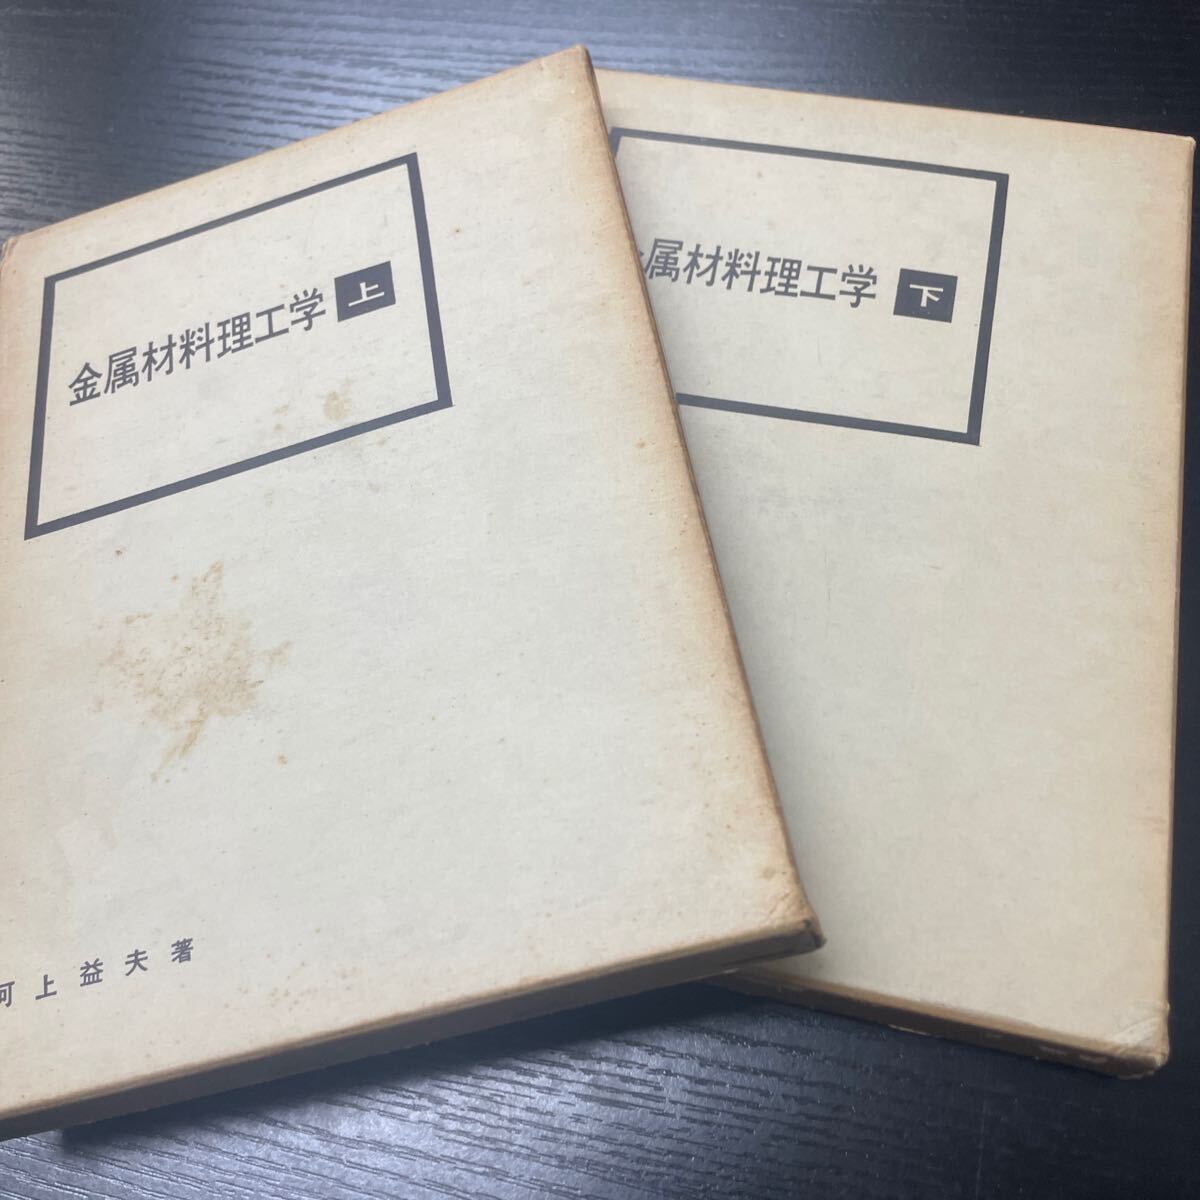 金属材料理工学 上
河上益夫著
属材料理工学 下